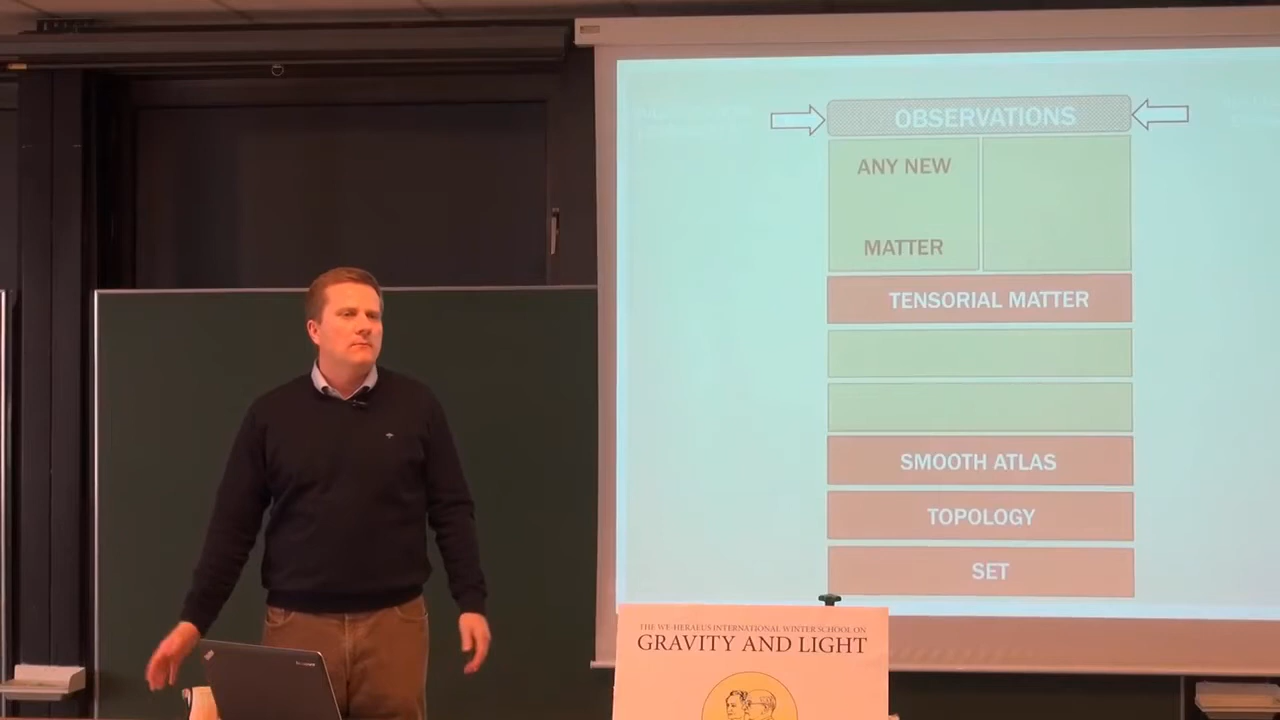 OBSERVATIONS
ANY NEW
MATTER
TENSORIAL MATTER
SMOOTH ATLAS
TOPOLOGY
SET
THE WE-HERAEUS INTERNATIONAL WINTER SCHOOL ON
GRAVITY AND LIGHT